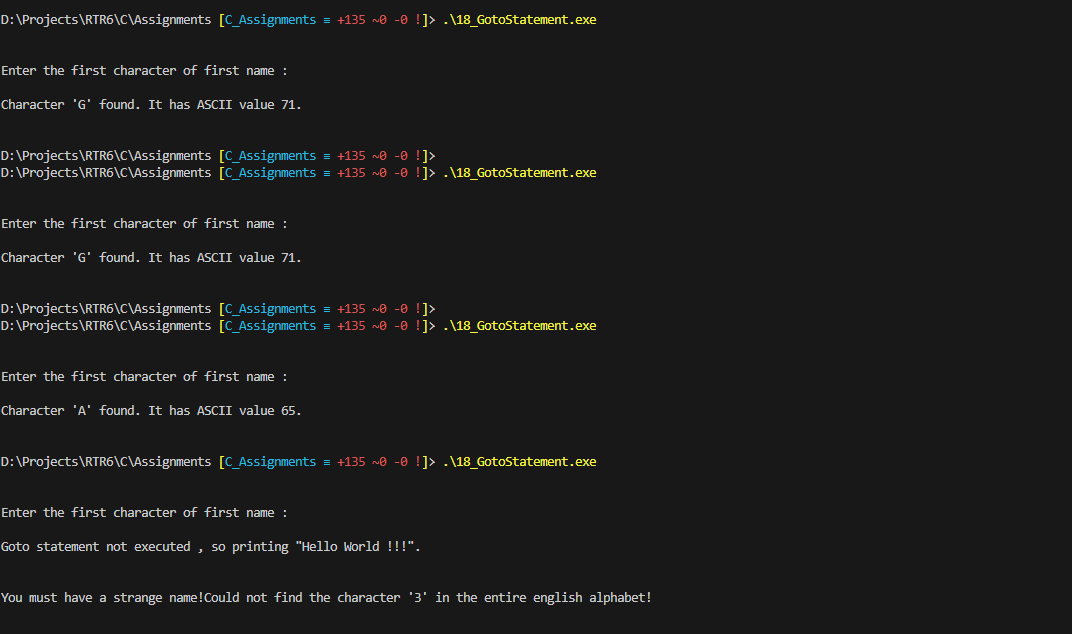 D:\Projects\RTR6\C\Assignments [C_Assignments ≡ +135 ~0 -0 !]> .\18_GotoStatement.exe
Enter the first character of first name :
Character 'G' found. It has ASCII value 71.
D:\Projects\RTR6\C\Assignments [C_Assignments ≡ +135 ~0 -0 !]>
D:\Projects\RTR6\C\Assignments [C_Assignments ≡ +135 ~0 -0 !]> .\18_GotoStatement.exe
Enter the first character of first name :
Character 'G' found. It has ASCII value 71.
D:\Projects\RTR6\C\Assignments [C_Assignments ≡ +135 ~0 -0 !]>
D:\Projects\RTR6\C\Assignments [C_Assignments ≡ +135 ~0 -0 !]> .\18_GotoStatement.exe
Enter the first character of first name :
Character 'A' found. It has ASCII value 65.
D:\Projects\RTR6\C\Assignments [C_Assignments ≡ +135 ~0 -0 !]> .\18_GotoStatement.exe
Enter the first character of first name :
Goto statement not executed , so printing "Hello World !!!".
You must have a strange name!Could not find the character '3' in the entire english alphabet!